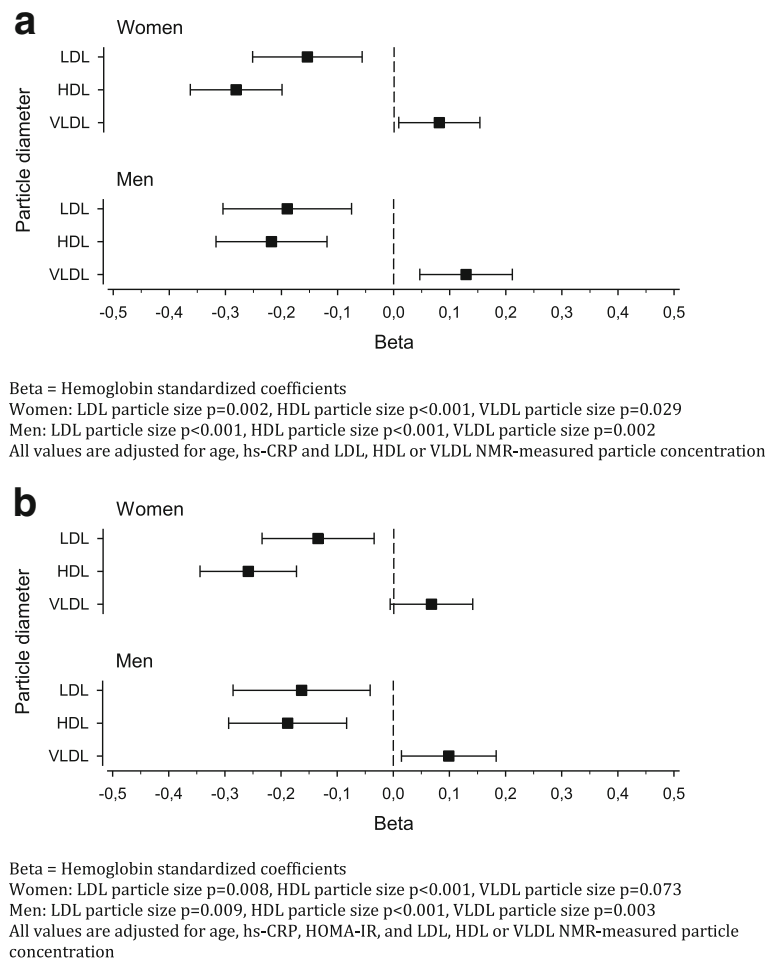 a
Women
LDL
HDL
VLDL
Particle diameter
Men
LDL
HDL
VLDL
-0,5 -0,4 -0,3 -0,2 -0,1 0,0 0,1 0,2 0,3 0,4 0,5
Beta
Beta = Hemoglobin standardized coefficients
Women: LDL particle size p=0.002, HDL particle size p<0.001, VLDL particle size p=0.029
Men: LDL particle size p<0.001, HDL particle size p<0.001, VLDL particle size p=0.002
All values are adjusted for age, hs-CRP and LDL, HDL or VLDL NMR-measured particle concentration
b
Women
LDL
HDL
VLDL
Particle diameter
Men
LDL
HDL
VLDL
-0,5 -0,4 -0,3 -0,2 -0,1 0,0 0,1 0,2 0,3 0,4 0,5
Beta
Beta = Hemoglobin standardized coefficients
Women: LDL particle size p=0.008, HDL particle size p<0.001, VLDL particle size p=0.073
Men: LDL particle size p=0.009, HDL particle size p<0.001, VLDL particle size p=0.003
All values are adjusted for age, hs-CRP, HOMA-IR, and LDL, HDL or VLDL NMR-measured particle
concentration